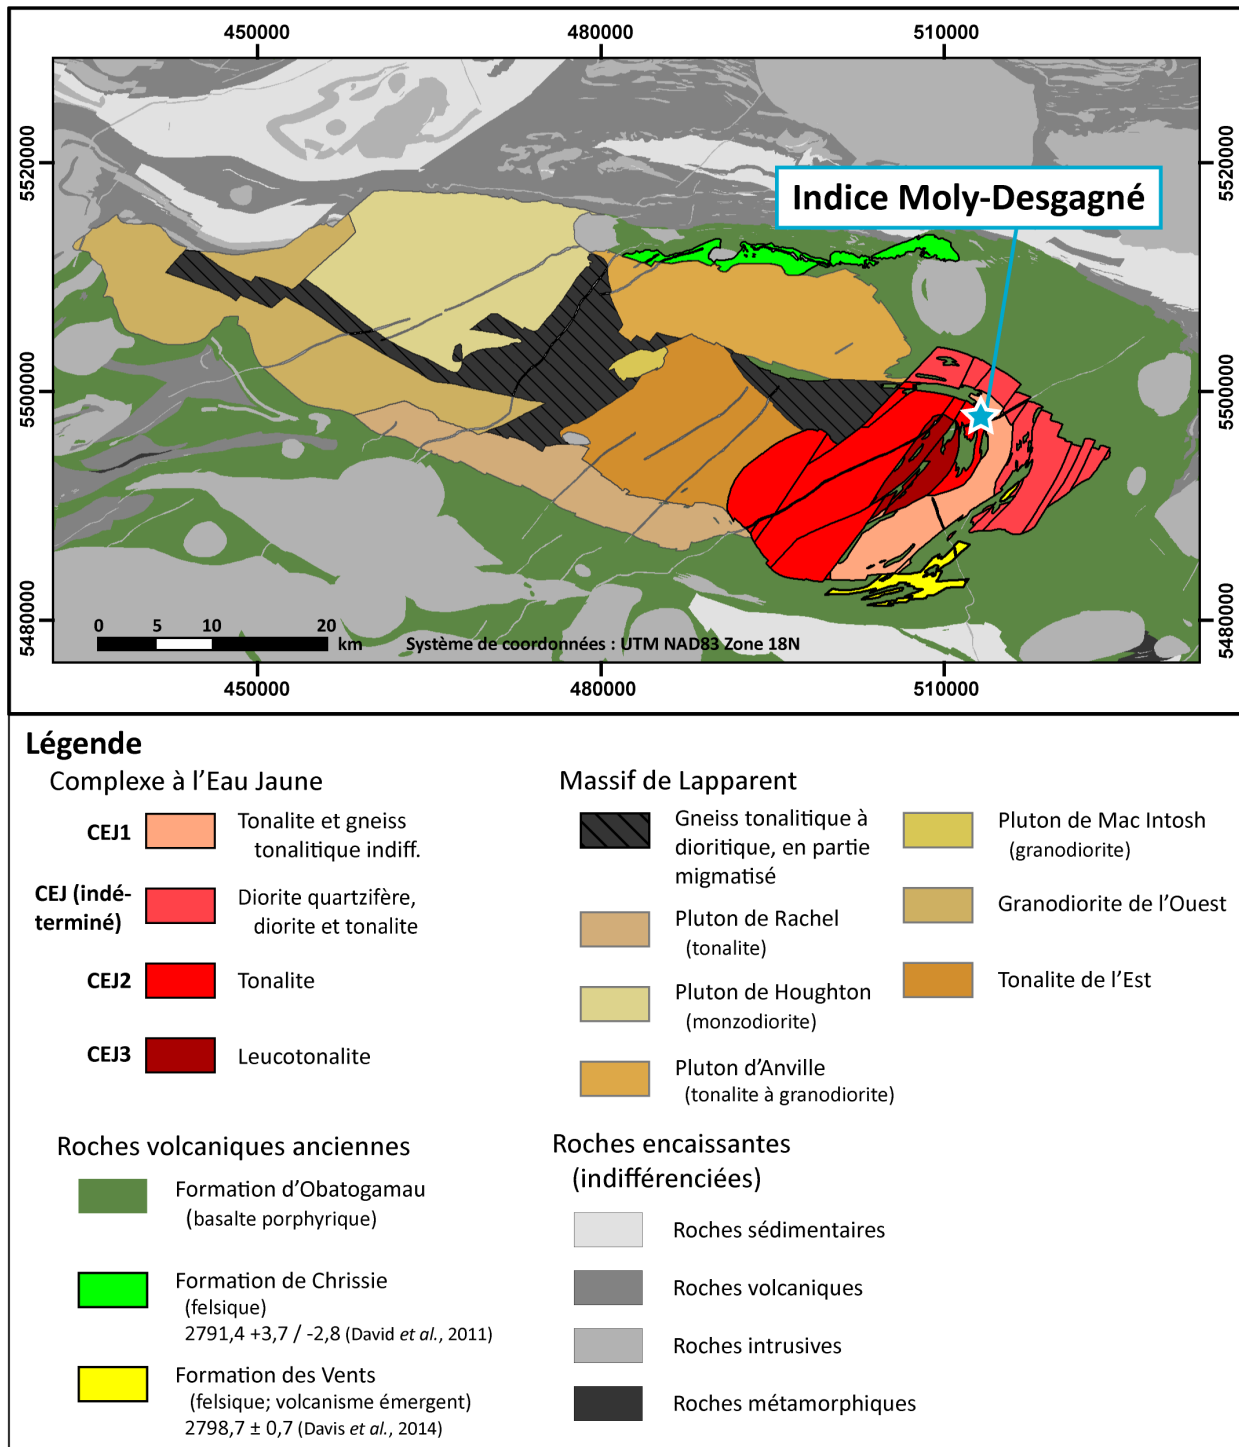 450000
480000
510000
5520000
5520000
Indice Moly-Desgagné
5500000
5500000
5480000
5480000
0
5
10
20
km
Système de coordonnées : UTM NAD83 Zone 18N
450000
480000
510000
Légende
Complexe à l'Eau Jaune
CEJ1
Tonalite et gneiss
tonalitique indiff.
CEJ (indé-
terminé)
Diorite quartzifère,
diorite et tonalite
CEJ2
Tonalite
CEJ3
Leucotonalite
Massif de Lapparent
Gneiss tonalitique à
dioritique, en partie
migmatisé
Pluton de Rachel
(tonalite)
Pluton de Houghton
(monzodiorite)
Pluton d'Anville
(tonalite à granodiorite)
Pluton de Mac Intosh
(granodiorite)
Granodiorite de l'Ouest
Tonalite de l'Est
Roches volcaniques anciennes
Formation d'Obatogamau
(basalte porphyrique)
Formation de Chrissie
(felsique)
2791,4 +3,7 / -2,8 (David et al., 2011)
Formation des Vents
(felsique; volcanisme émergent)
2798,7 ± 0,7 (Davis et al., 2014)
Roches encaissantes
(indifférenciées)
Roches sédimentaires
Roches volcaniques
Roches intrusives
Roches métamorphiques